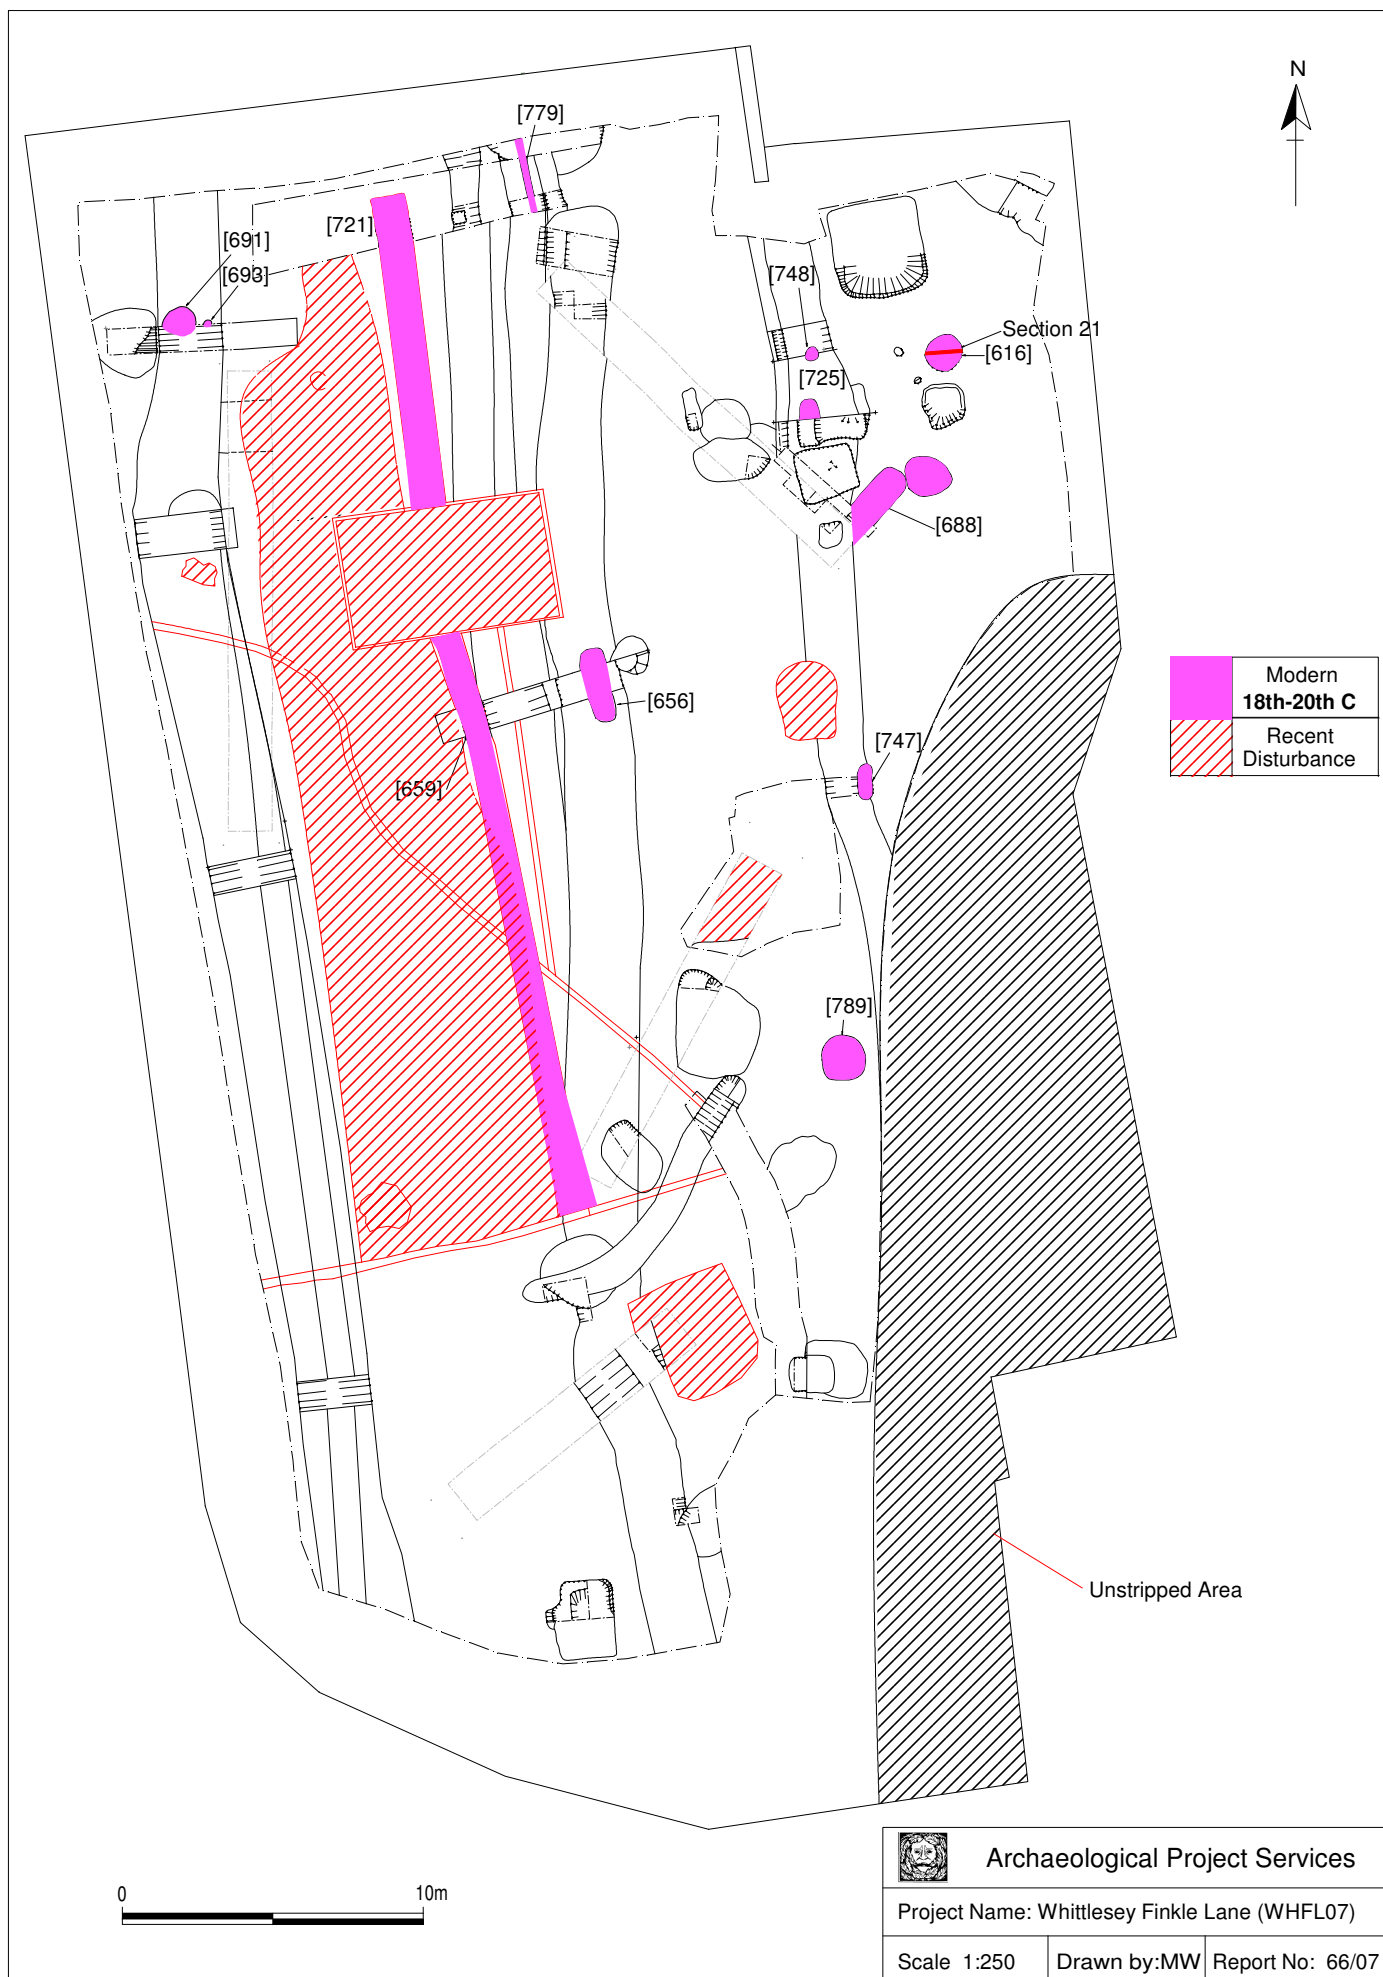 N
[779]
[721]
[691]
[693]
[748]
Section 21
[616]
[725]
[688]
Modern
18th-20th C
Recent
Disturbance
[656]
[747]
[659]
[789]
Unstripped Area
0
10m
Archaeological Project Services
Project Name: Whittlesey Finkle Lane (WHFL07)
Scale 1:250
Drawn by:MW
Report No: 66/07